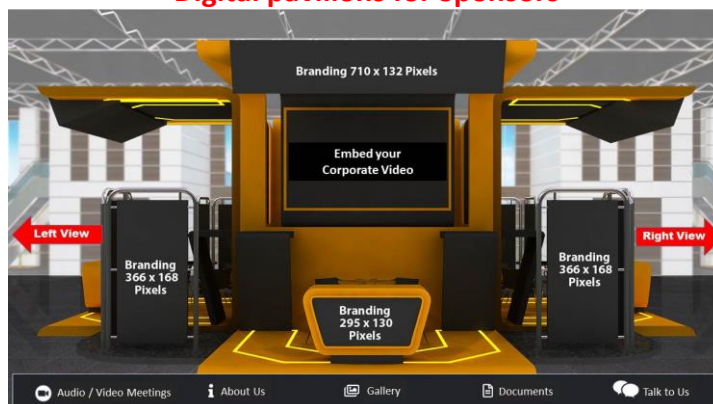 Digital pavilions for Sponsors
Branding 710 x 132 Pixels
Embed your
Corporate Video
Left View
Right View
Branding
366 x 168
Pixels
Branding
366 x 168
Pixels
Branding
295 x 130
Pixels
Audio / Video Meetings
About Us
Gallery
Documents
Talk to Us